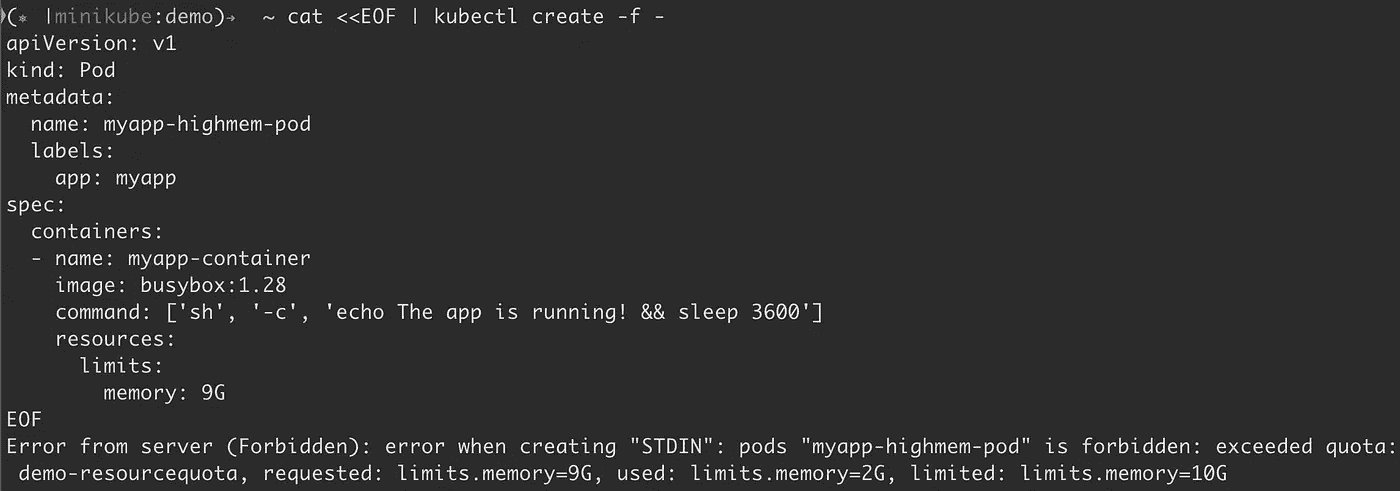 (⎈ |minikube:demo)→  ~ cat <<EOF | kubectl create -f -
apiVersion: v1
kind: Pod
metadata:
  name: myapp-highmem-pod
  labels:
    app: myapp
spec:
  containers:
  - name: myapp-container
    image: busybox:1.28
    command: ['sh', '-c', 'echo The app is running! && sleep 3600']
    resources:
      limits:
        memory: 9G
EOF
Error from server (Forbidden): error when creating "STDIN": pods "myapp-highmem-pod" is forbidden: exceeded quota:
 demo-resourcequota, requested: limits.memory=9G, used: limits.memory=2G, limited: limits.memory=10G